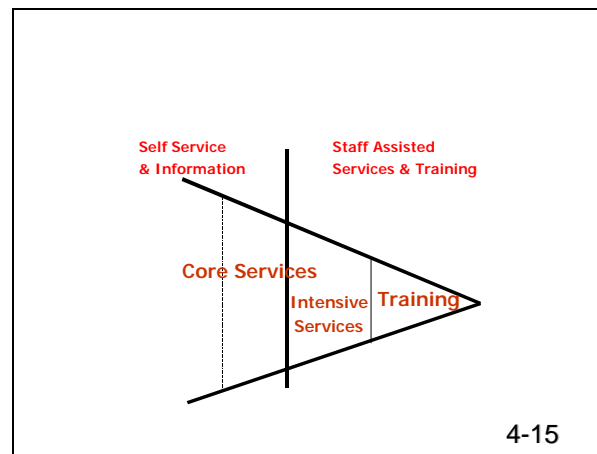 Self Service
& Information
Staff Assisted
Services & Training
Core Services
Intensive
Services
Training
4-15